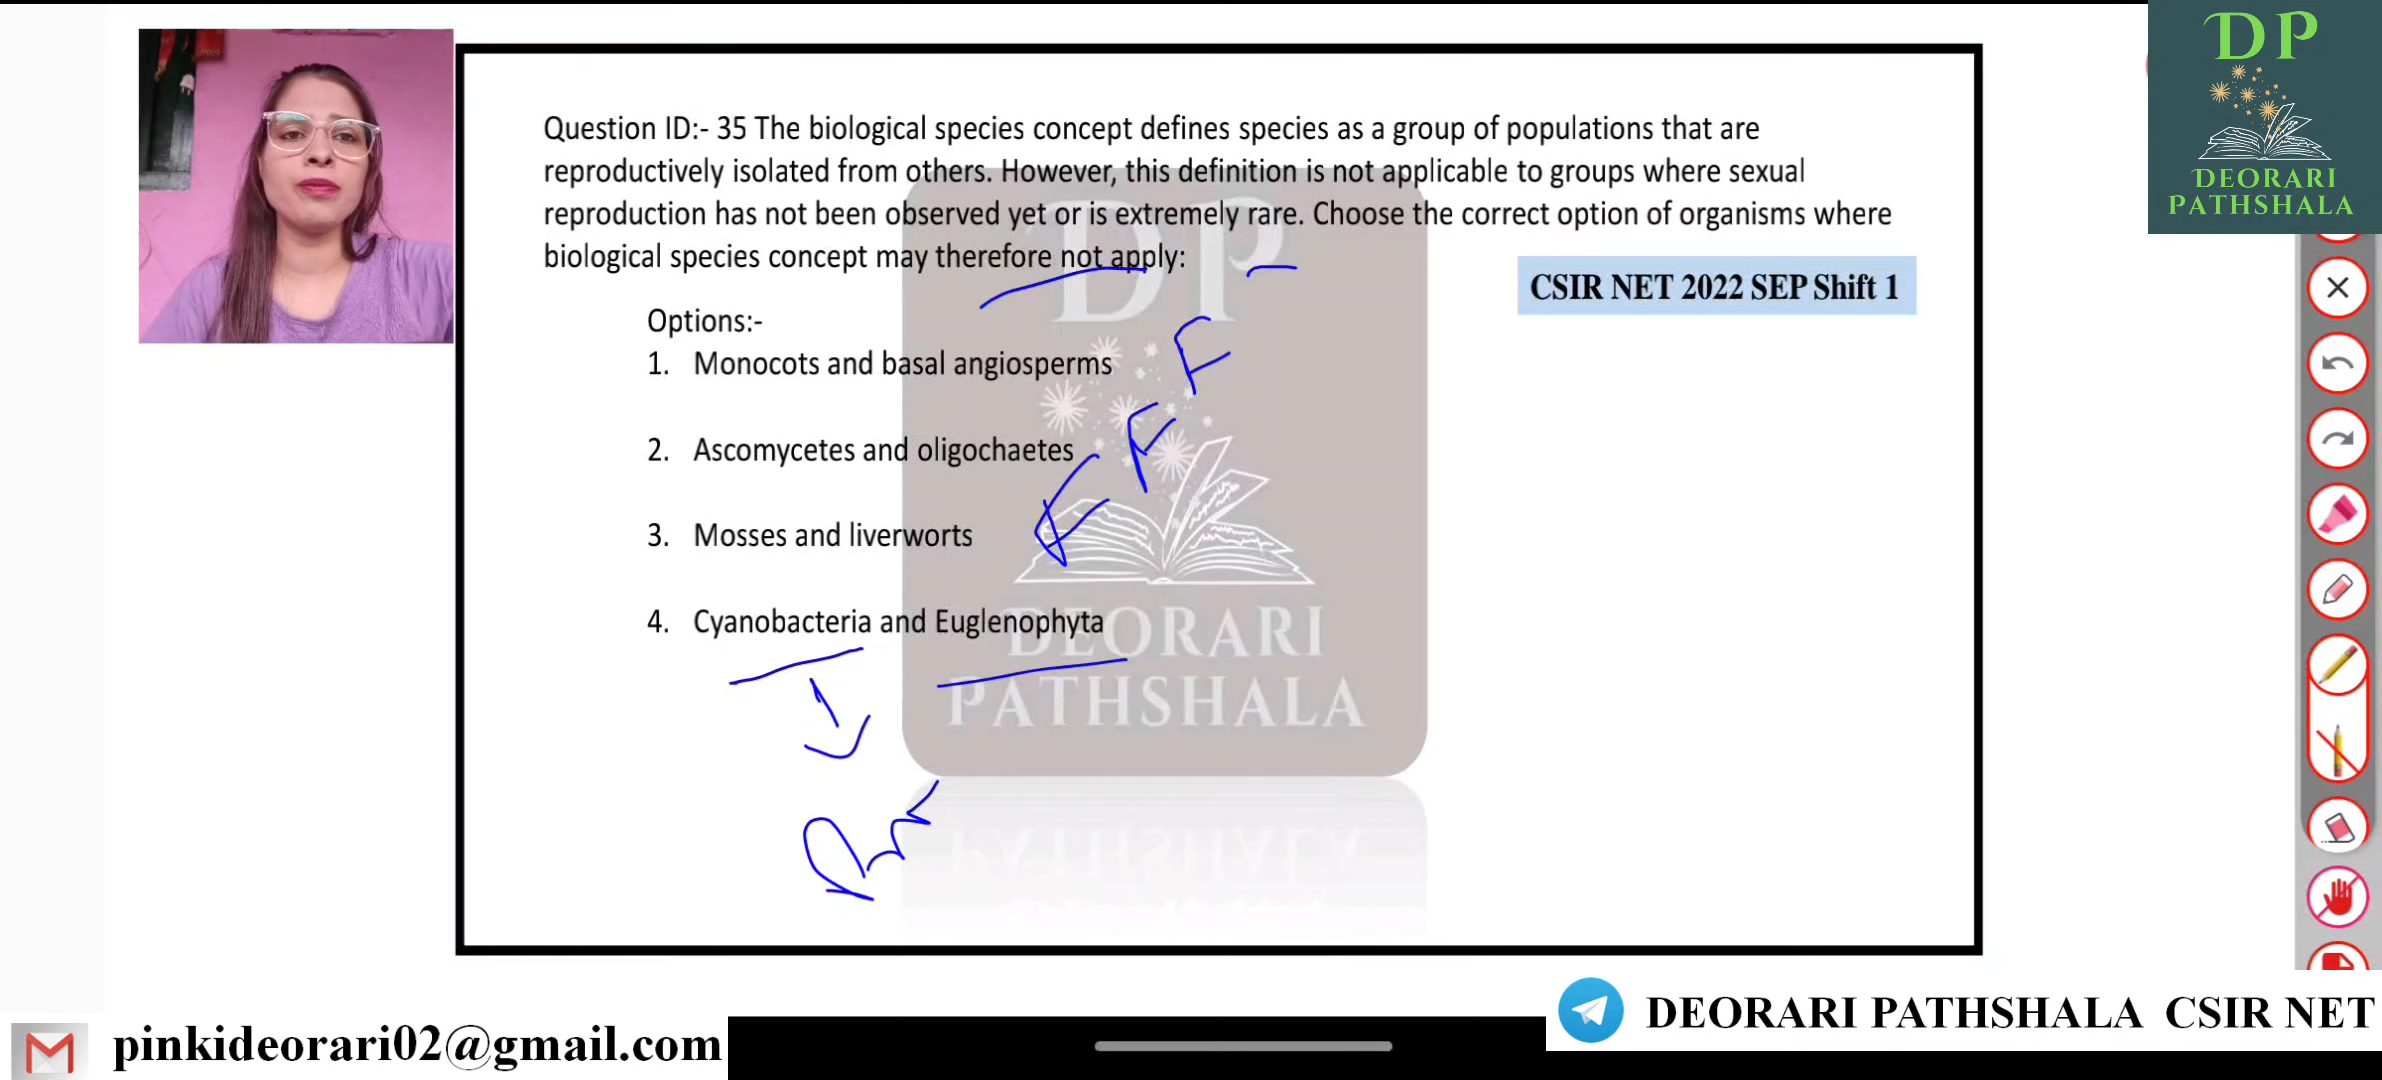 DP
DEORARI
PATHSHALA
Question ID:- 35 The biological species concept defines species as a group of populations that are
reproductively isolated from others. However, this definition is not applicable to groups where sexual
reproduction has not been observed yet or is extremely rare. Choose the correct option of organisms where
biological species concept may therefore not apply:
CSIR NET 2022 SEP Shift 1
Options:-
1. Monocots and basal angiosperms
F
2. Ascomycetes and oligochaetes
F
3. Mosses and liverworts
F
4. Cyanobacteria and Euglenophyta
DP
DEORARI
PATHSHALA
pinkideorari02@gmail.com
DEORARI PATHSHALA CSIR NET